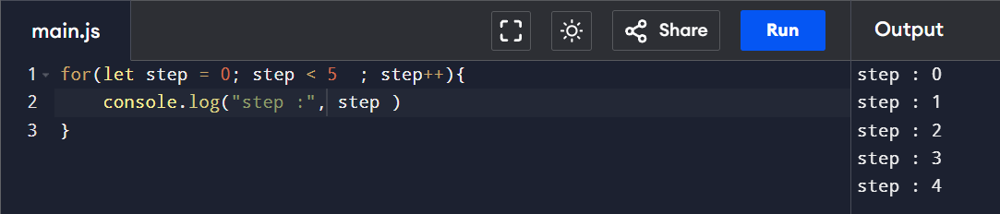 main.js Share Run Output
1 for(let step = 0; step < 5  ; step++){
2     console.log("step :", step )
3 }
step : 0
step : 1
step : 2
step : 3
step : 4